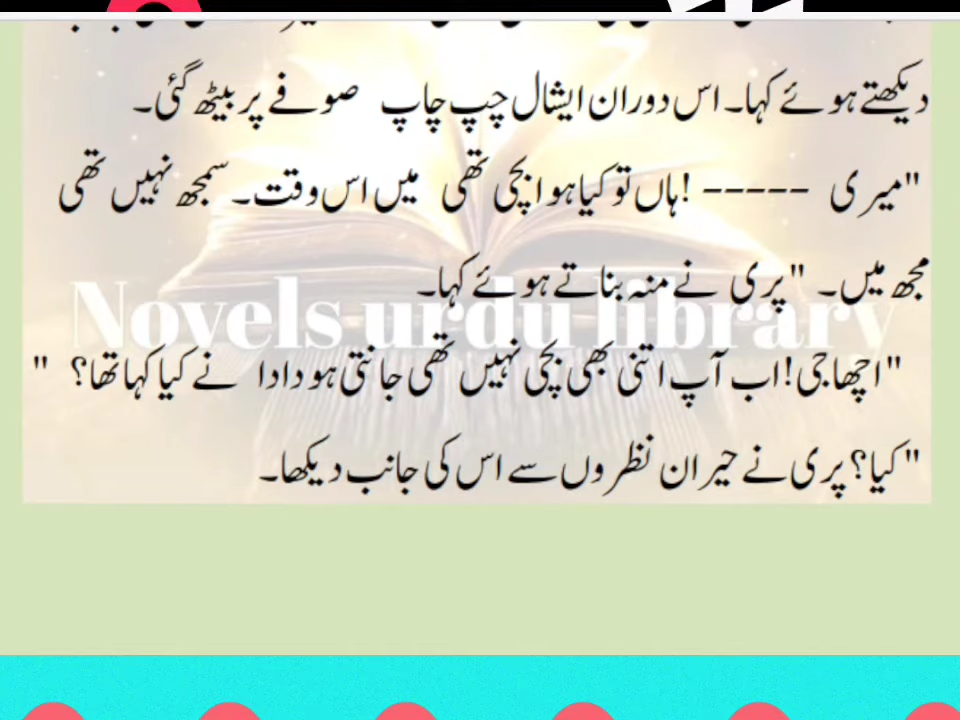 دیکھتے ہوئے کہا۔ اس دوران ایشال چپ چاپ صوفے پر بیٹھ گئی۔
"میری -----!ہاں تو کیا ہوا بچی تھی میں اس وقت۔ سمجھ نہیں تھی
مجھ میں۔ "پری نے منہ بناتے ہوئے کہا۔
Novels urdu library
"اچھا جی!اب آپ اتنی بھی بچی نہیں تھی جانتی ہو دادا نے کیا کہا تھا؟ "
"کیا؟ پری نے حیران نظروں سے اس کی جانب دیکھا۔